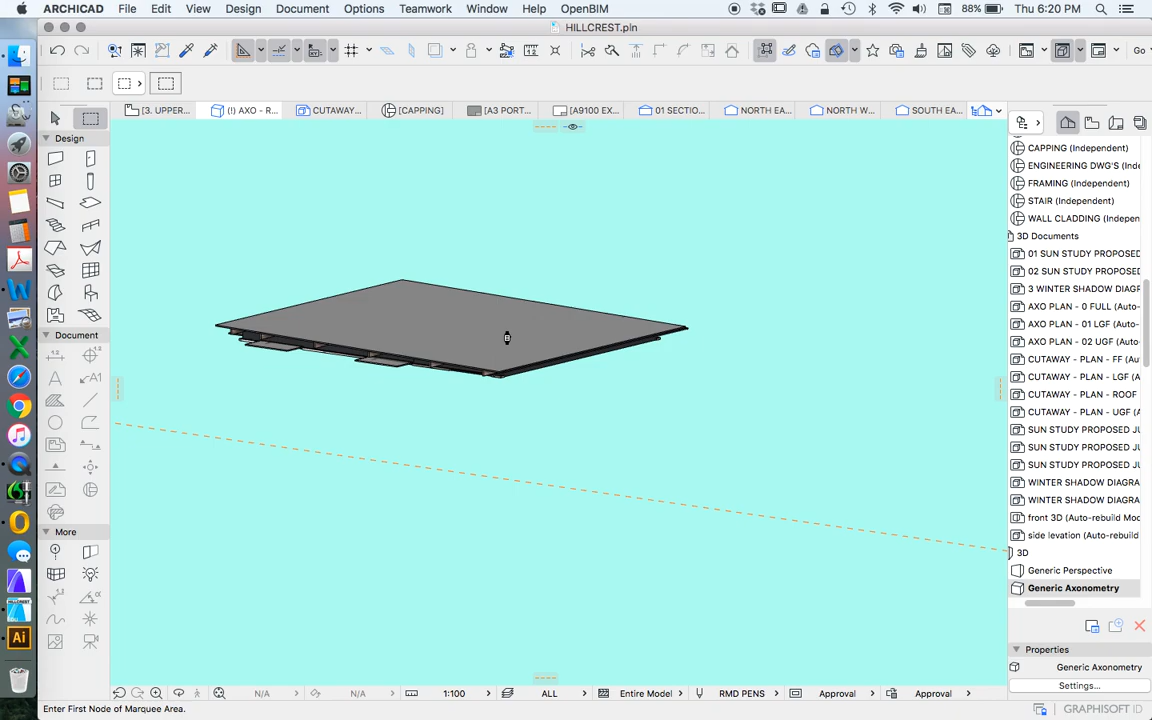 ARCHICAD File Edit View Design Document Options Teamwork Window Help OpenBIM 88% Thu 6:20 PM
HILLCREST.pln
Go
[3. UPPER... (!) AXO - R... CUTAWAY... [CAPPING] [A3 PORT... [A9100 EX... 01 SECTIO... NORTH EA... NORTH W... SOUTH EA...
Design
Document
More
CAPPING (Independent)
ENGINEERING DWG'S (Inde
FRAMING (Independent)
STAIR (Independent)
WALL CLADDING (Indepen
3D Documents
01 SUN STUDY PROPOSED
02 SUN STUDY PROPOSED
3 WINTER SHADOW DIAGR
AXO PLAN - 0 FULL (Auto-
AXO PLAN - 01 LGF (Auto-
AXO PLAN - 02 UGF (Auto-
CUTAWAY - PLAN - FF (Au
CUTAWAY - PLAN - LGF (A
CUTAWAY - PLAN - ROOF
CUTAWAY - PLAN - UGF (A
SUN STUDY PROPOSED JU
SUN STUDY PROPOSED JU
SUN STUDY PROPOSED JU
WINTER SHADOW DIAGRA
WINTER SHADOW DIAGRA
front 3D (Auto-rebuild Moc
side levation (Auto-rebuild
3D
Generic Perspective
Generic Axonometry
Properties
Generic Axonometry
Settings...
N/A N/A 1:100 ALL Entire Model RMD PENS Approval Approval
Enter First Node of Marquee Area.
GRAPHISOFT ID